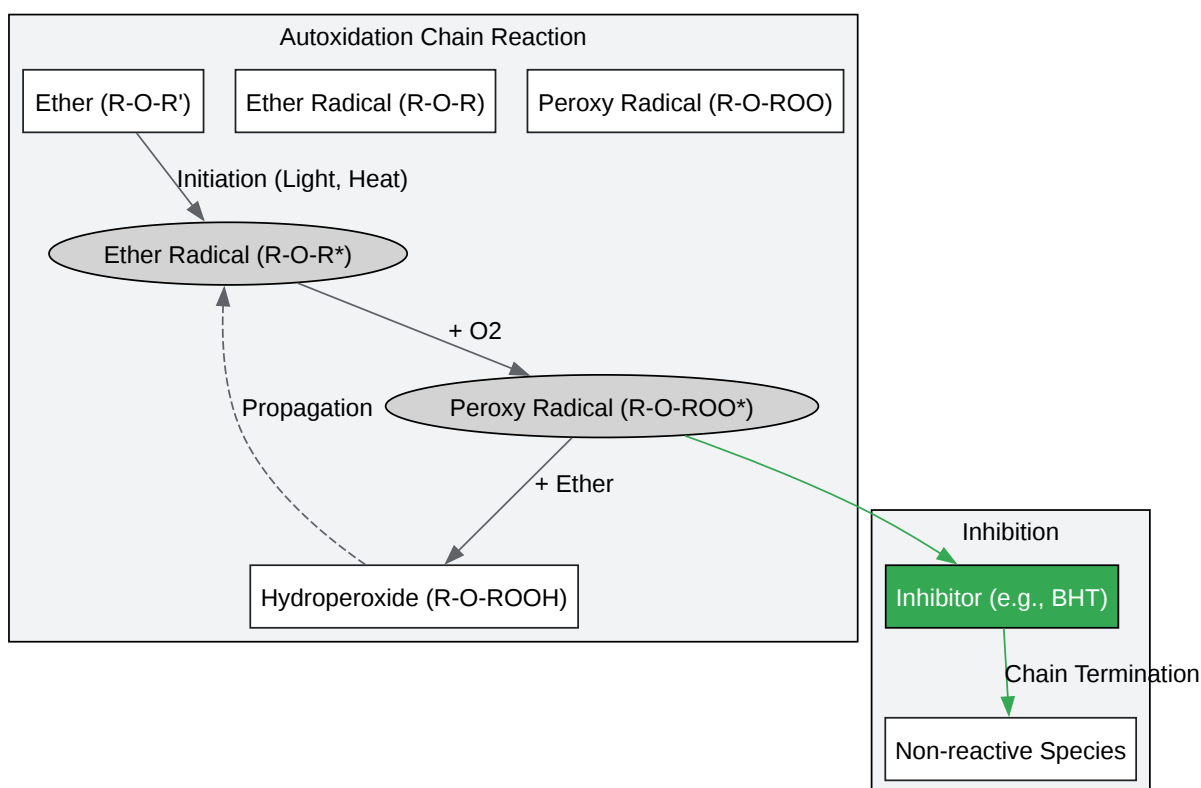 Autoxidation Chain Reaction
Ether (R-O-R')
Ether Radical (R-O-R)
Peroxy Radical (R-O-ROO)
Initiation (Light, Heat)
Ether Radical (R-O-R*)
+ O2
Propagation
Peroxy Radical (R-O-ROO*)
+ Ether
Hydroperoxide (R-O-ROOH)
Inhibition
Inhibitor (e.g., BHT)
Chain Termination
Non-reactive Species